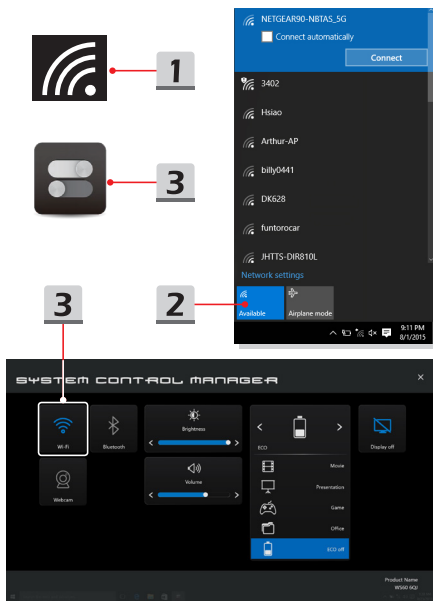 1
3
3
2
NETGEAR90-NBTAS_5G
Connect automatically
Connect
3402
Hsiao
Arthur-AP
billy0441
DK628
funtorocar
JHTTS-DIR810L
Network settings
Available
Airplane mode
9:11 PM
8/1/2015
SYSTEM CONTROL MANAGER
Wi-Fi
Bluetooth
Brightness
ECO
Display off
Webcam
Volume
Movie
Presentation
Game
Office
ECO off
Product Name
WS60 6QJ